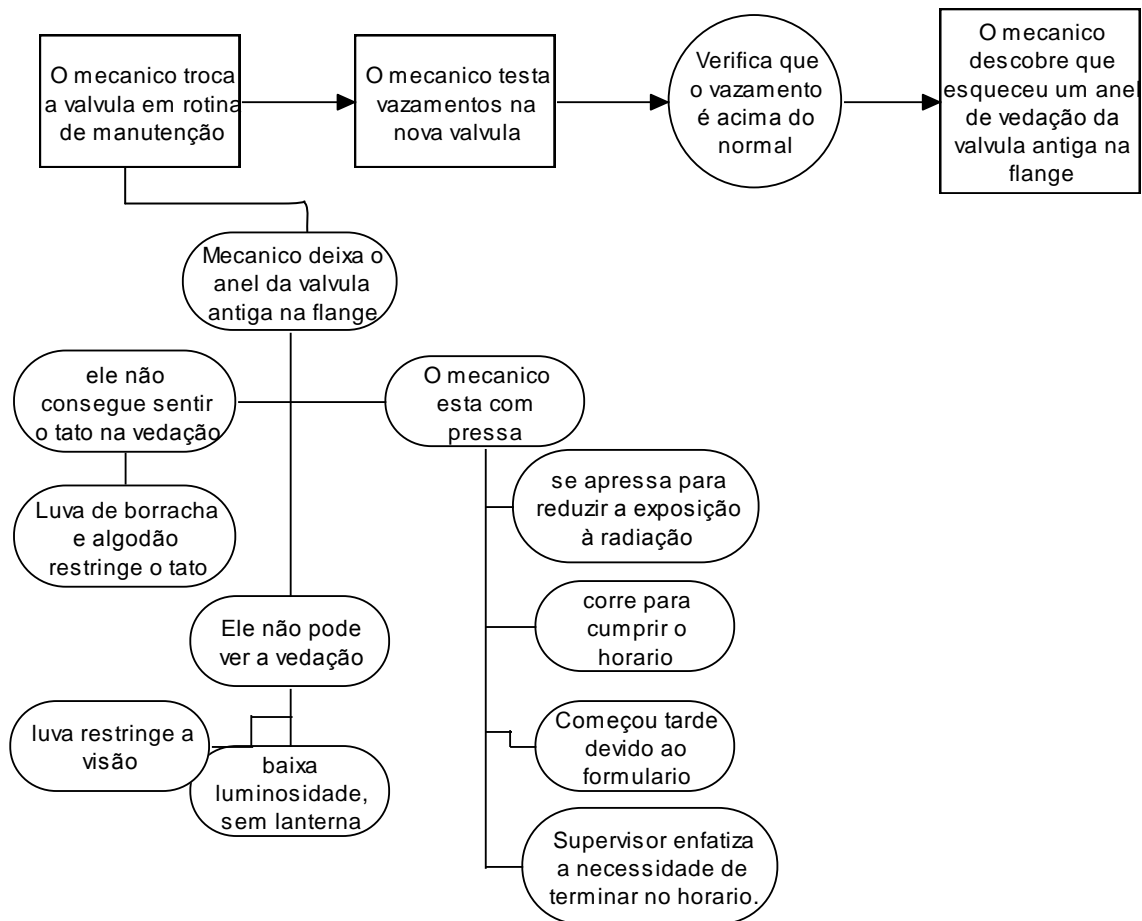 O mecanico troca
a valvula em rotina
de manutenção
O mecanico testa
vazamentos na
nova valvula
Verifica que
o vazamento
é acima do
normal
O mecanico
descobre que
esqueceu um anel
de vedação da
valvula antiga na
flange
Mecanico deixa o
anel da valvula
antiga na flange
ele não
consegue sentir
o tato na vedação
O mecanico
esta com
pressa
Luva de borracha
e algodão
restringe o tato
se apressa para
reduzir a exposição
à radiação
corre para
cumprir o
horario
Ele não pode
ver a vedação
luva restringe a
visão
baixa
luminosidade,
sem lanterna
Começou tarde
devido ao
formulario
Supervisor enfatiza
a necessidade de
terminar no horario.